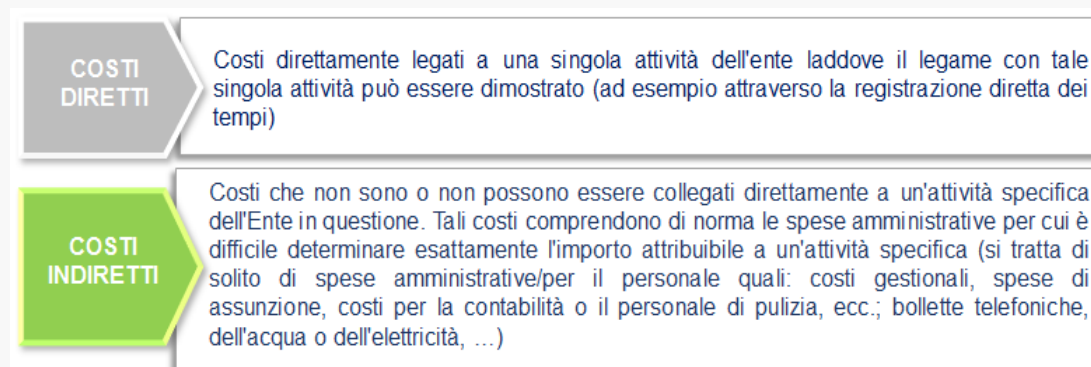 COSTI
DIRETTI
Costi direttamente legati a una singola attività dell'ente laddove il legame con tale
singola attività può essere dimostrato (ad esempio attraverso la registrazione diretta dei
tempi)
COSTI
INDIRETTI
Costi che non sono o non possono essere collegati direttamente a un'attività specifica
dell'Ente in questione. Tali costi comprendono di norma le spese amministrative per cui è
difficile determinare esattamente l'importo attribuibile a un'attività specifica (si tratta di
solito di spese amministrative/per il personale quali: costi gestionali, spese di
assunzione, costi per la contabilità o il personale di pulizia, ecc.; bollette telefoniche,
dell'acqua o dell'elettricità, ...)